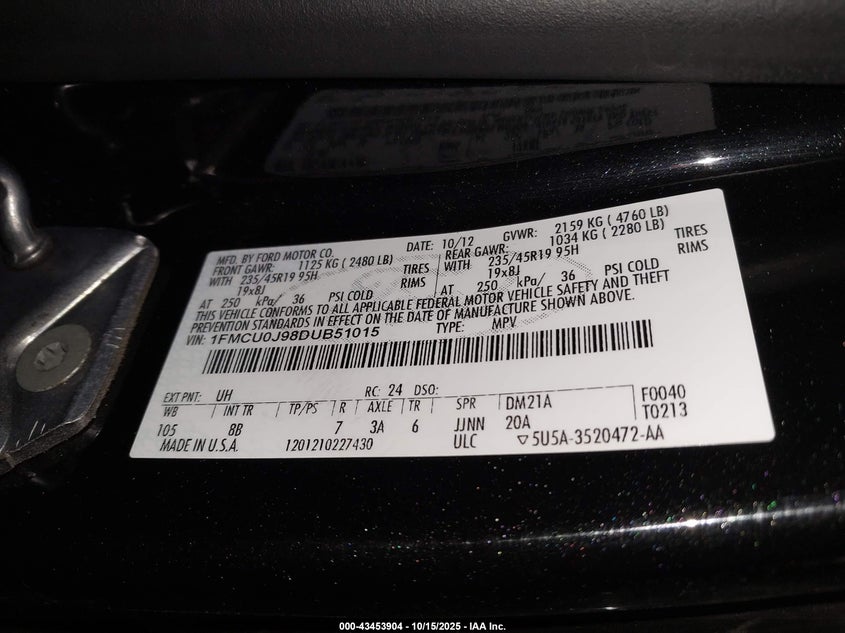 MFD. BY FORD MOTOR CO.
DATE: 10/12 GVWR: 2159 KG ( 4760 LB)
FRONT GAWR: 1125 KG ( 2480 LB)
REAR GAWR: 1034 KG ( 2280 LB)
WITH 235/45R19 95H TIRES
WITH 235/45R19 95H TIRES
19x8J RIMS
19x8J RIMS
AT 250 kPa/ 36 PSI COLD
AT 250 kPa/ 36 PSI COLD
THIS VEHICLE CONFORMS TO ALL APPLICABLE FEDERAL MOTOR VEHICLE SAFETY AND THEFT
PREVENTION STANDARDS IN EFFECT ON THE DATE OF MANUFACTURE SHOWN ABOVE.
VIN: 1FMCU0J98DUB51015 TYPE: MPV
EXT PNT: UH RC: 24 DSO:
WB INT TR TP/PS R AXLE TR SPR DM21A F0040
105 8B 7 3A 6 JJNN 20A T0213
MADE IN U.S.A. 1201210227430 ULC ▽5U5A-3520472-AA
000-43453904 - 10/15/2025 - IAA Inc.